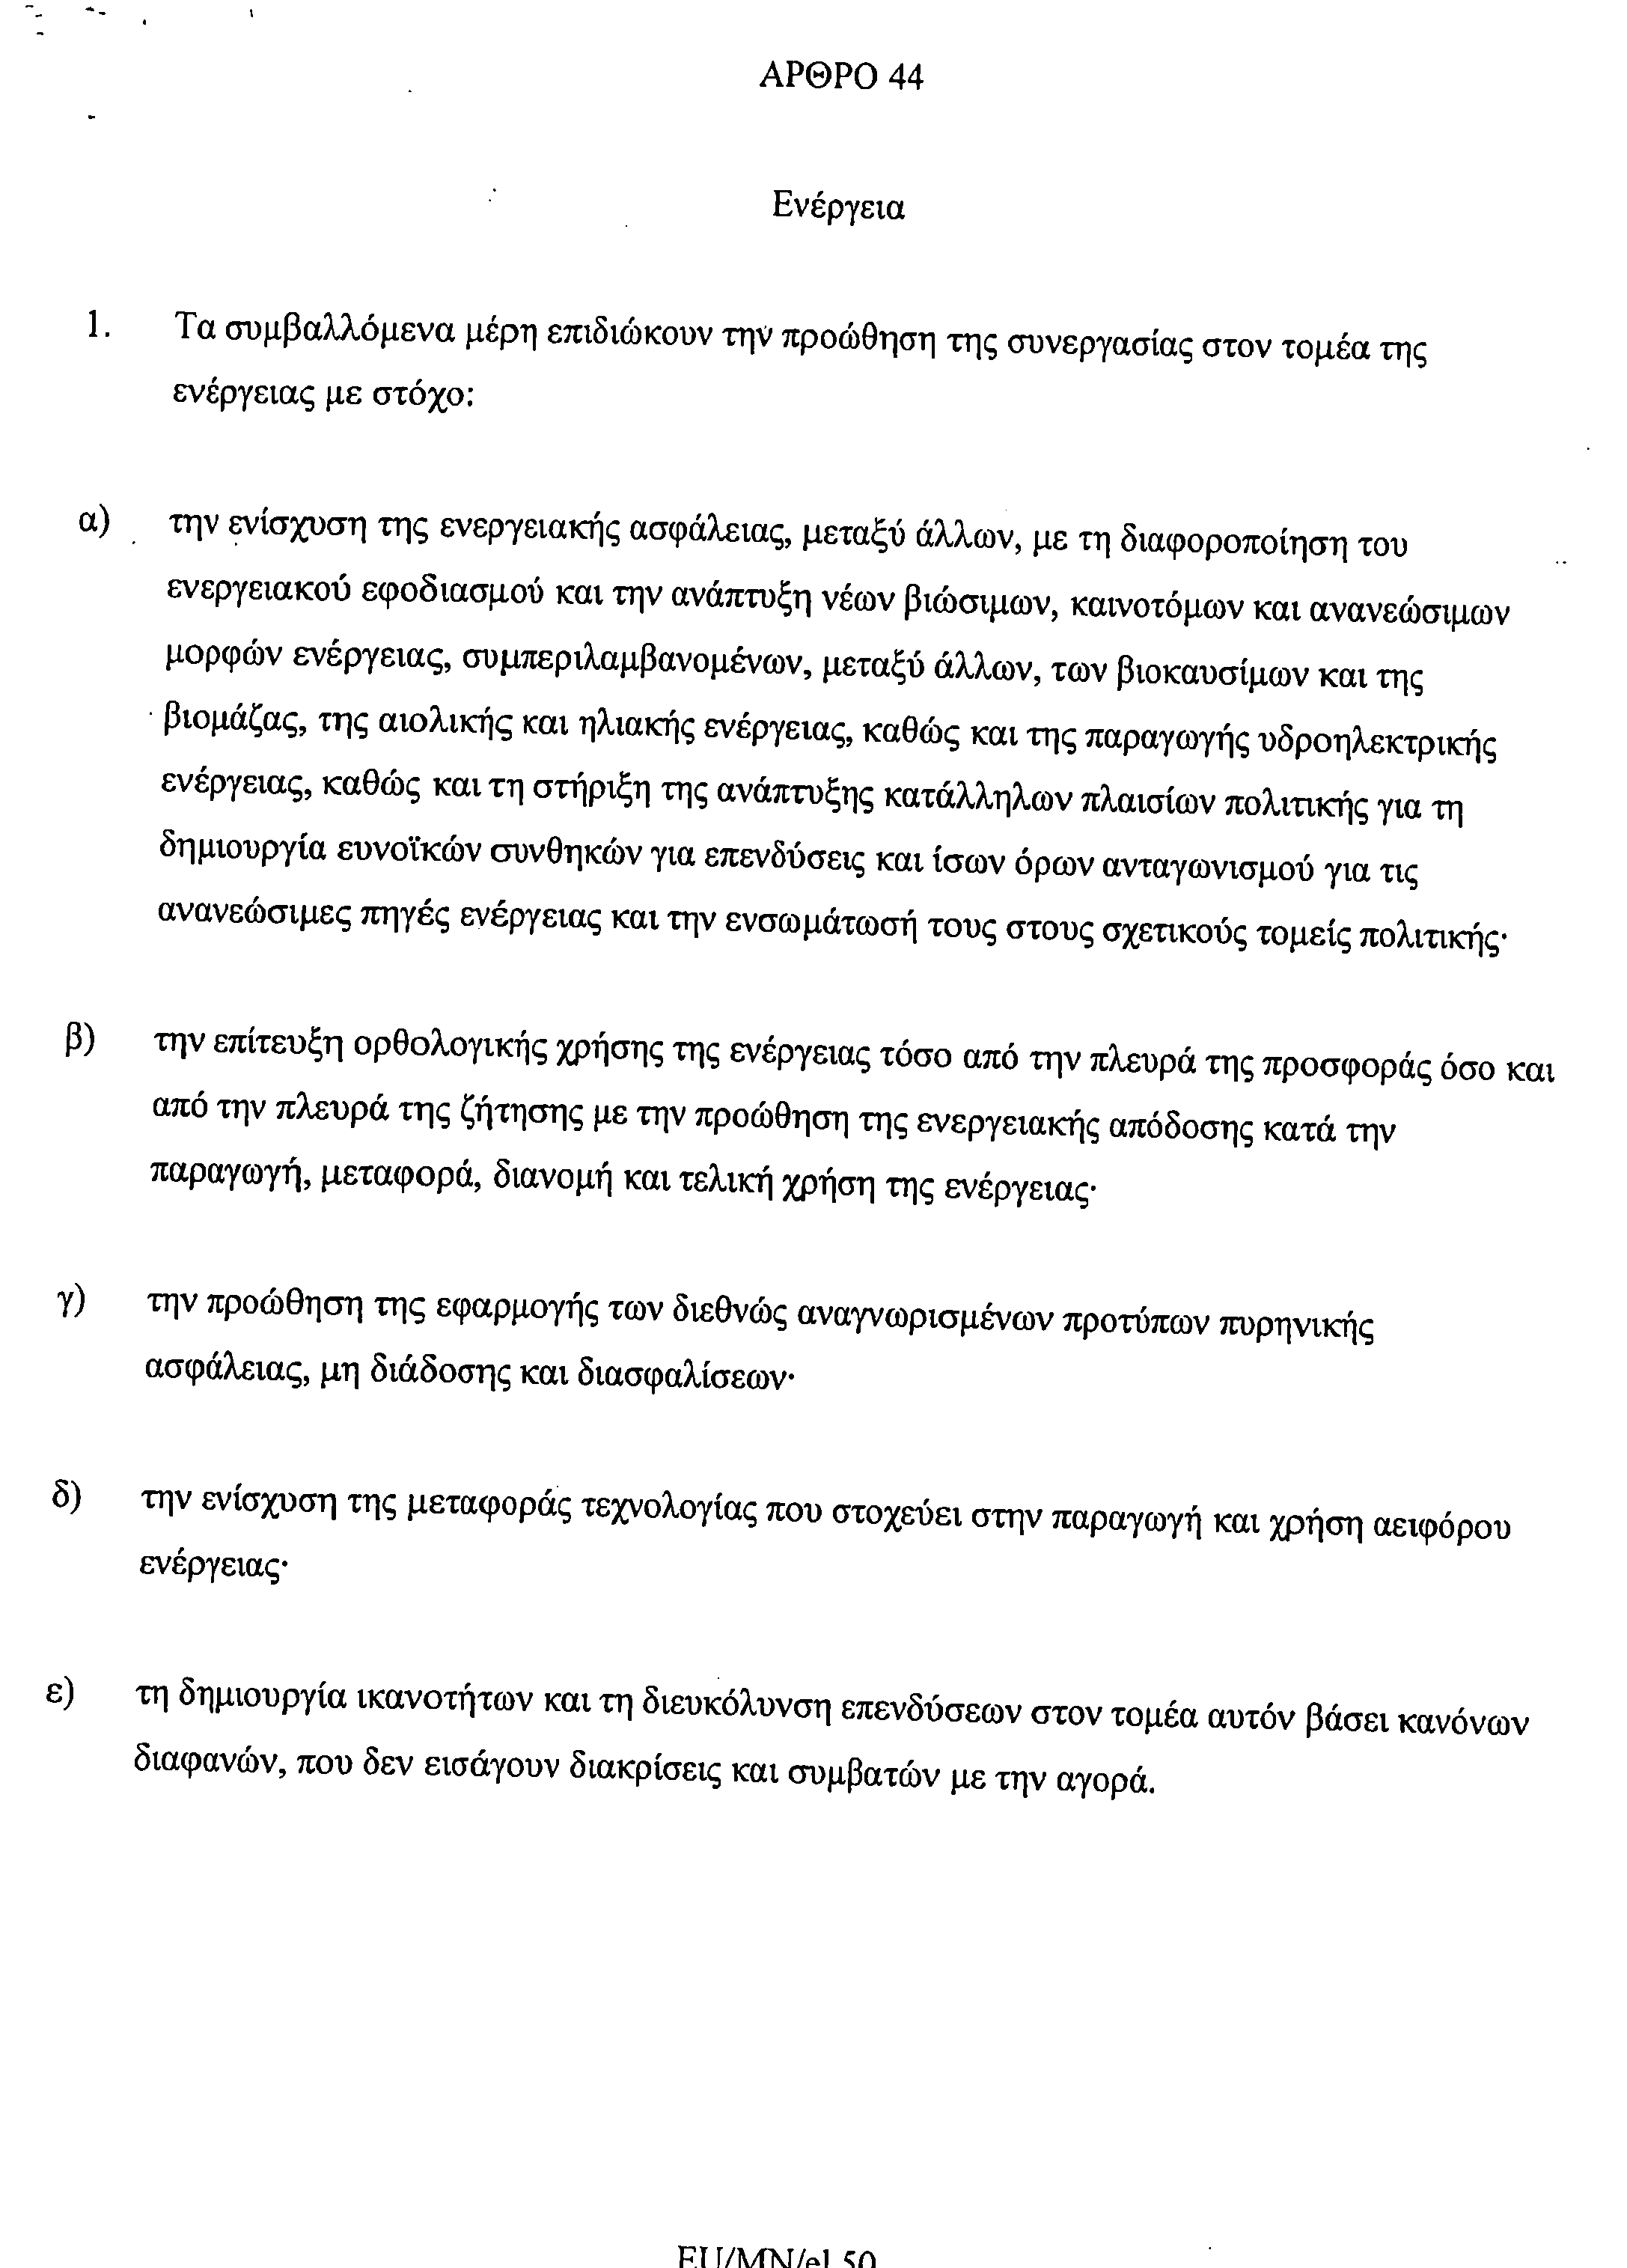 ΑΡΘΡΟ 44
Ενέργεια
1. Τα συμβαλλόμενα μέρη επιδιώκουν την προώθηση της συνεργασίας στον τομέα της
ενέργειας με στόχο:
α) την ενίσχυση της ενεργειακής ασφάλειας, μεταξύ άλλων, με τη διαφοροποίηση του
ενεργειακού εφοδιασμού και την ανάπτυξη νέων βιώσιμων, καινοτόμων και ανανεώσιμων
μορφών ενέργειας, συμπεριλαμβανομένων, μεταξύ άλλων, των βιοκαυσίμων και της
βιομάζας, της αιολικής και ηλιακής ενέργειας, καθώς και της παραγωγής υδροηλεκτρικής
ενέργειας, καθώς και τη στήριξη της ανάπτυξης κατάλληλων πλαισίων πολιτικής για τη
δημιουργία ευνοϊκών συνθηκών για επενδύσεις και ίσων όρων ανταγωνισμού για τις
ανανεώσιμες πηγές ενέργειας και την ενσωμάτωσή τους στους σχετικούς τομείς πολιτικής·
β) την επίτευξη ορθολογικής χρήσης της ενέργειας τόσο από την πλευρά της προσφοράς όσο και
από την πλευρά της ζήτησης με την προώθηση της ενεργειακής απόδοσης κατά την
παραγωγή, μεταφορά, διανομή και τελική χρήση της ενέργειας·
γ) την προώθηση της εφαρμογής των διεθνώς αναγνωρισμένων προτύπων πυρηνικής
ασφάλειας, μη διάδοσης και διασφαλίσεων·
δ) την ενίσχυση της μεταφοράς τεχνολογίας που στοχεύει στην παραγωγή και χρήση αειφόρου
ενέργειας·
ε) τη δημιουργία ικανοτήτων και τη διευκόλυνση επενδύσεων στον τομέα αυτόν βάσει κανόνων
διαφανών, που δεν εισάγουν διακρίσεις και συμβατών με την αγορά.
EU/MN/el 50